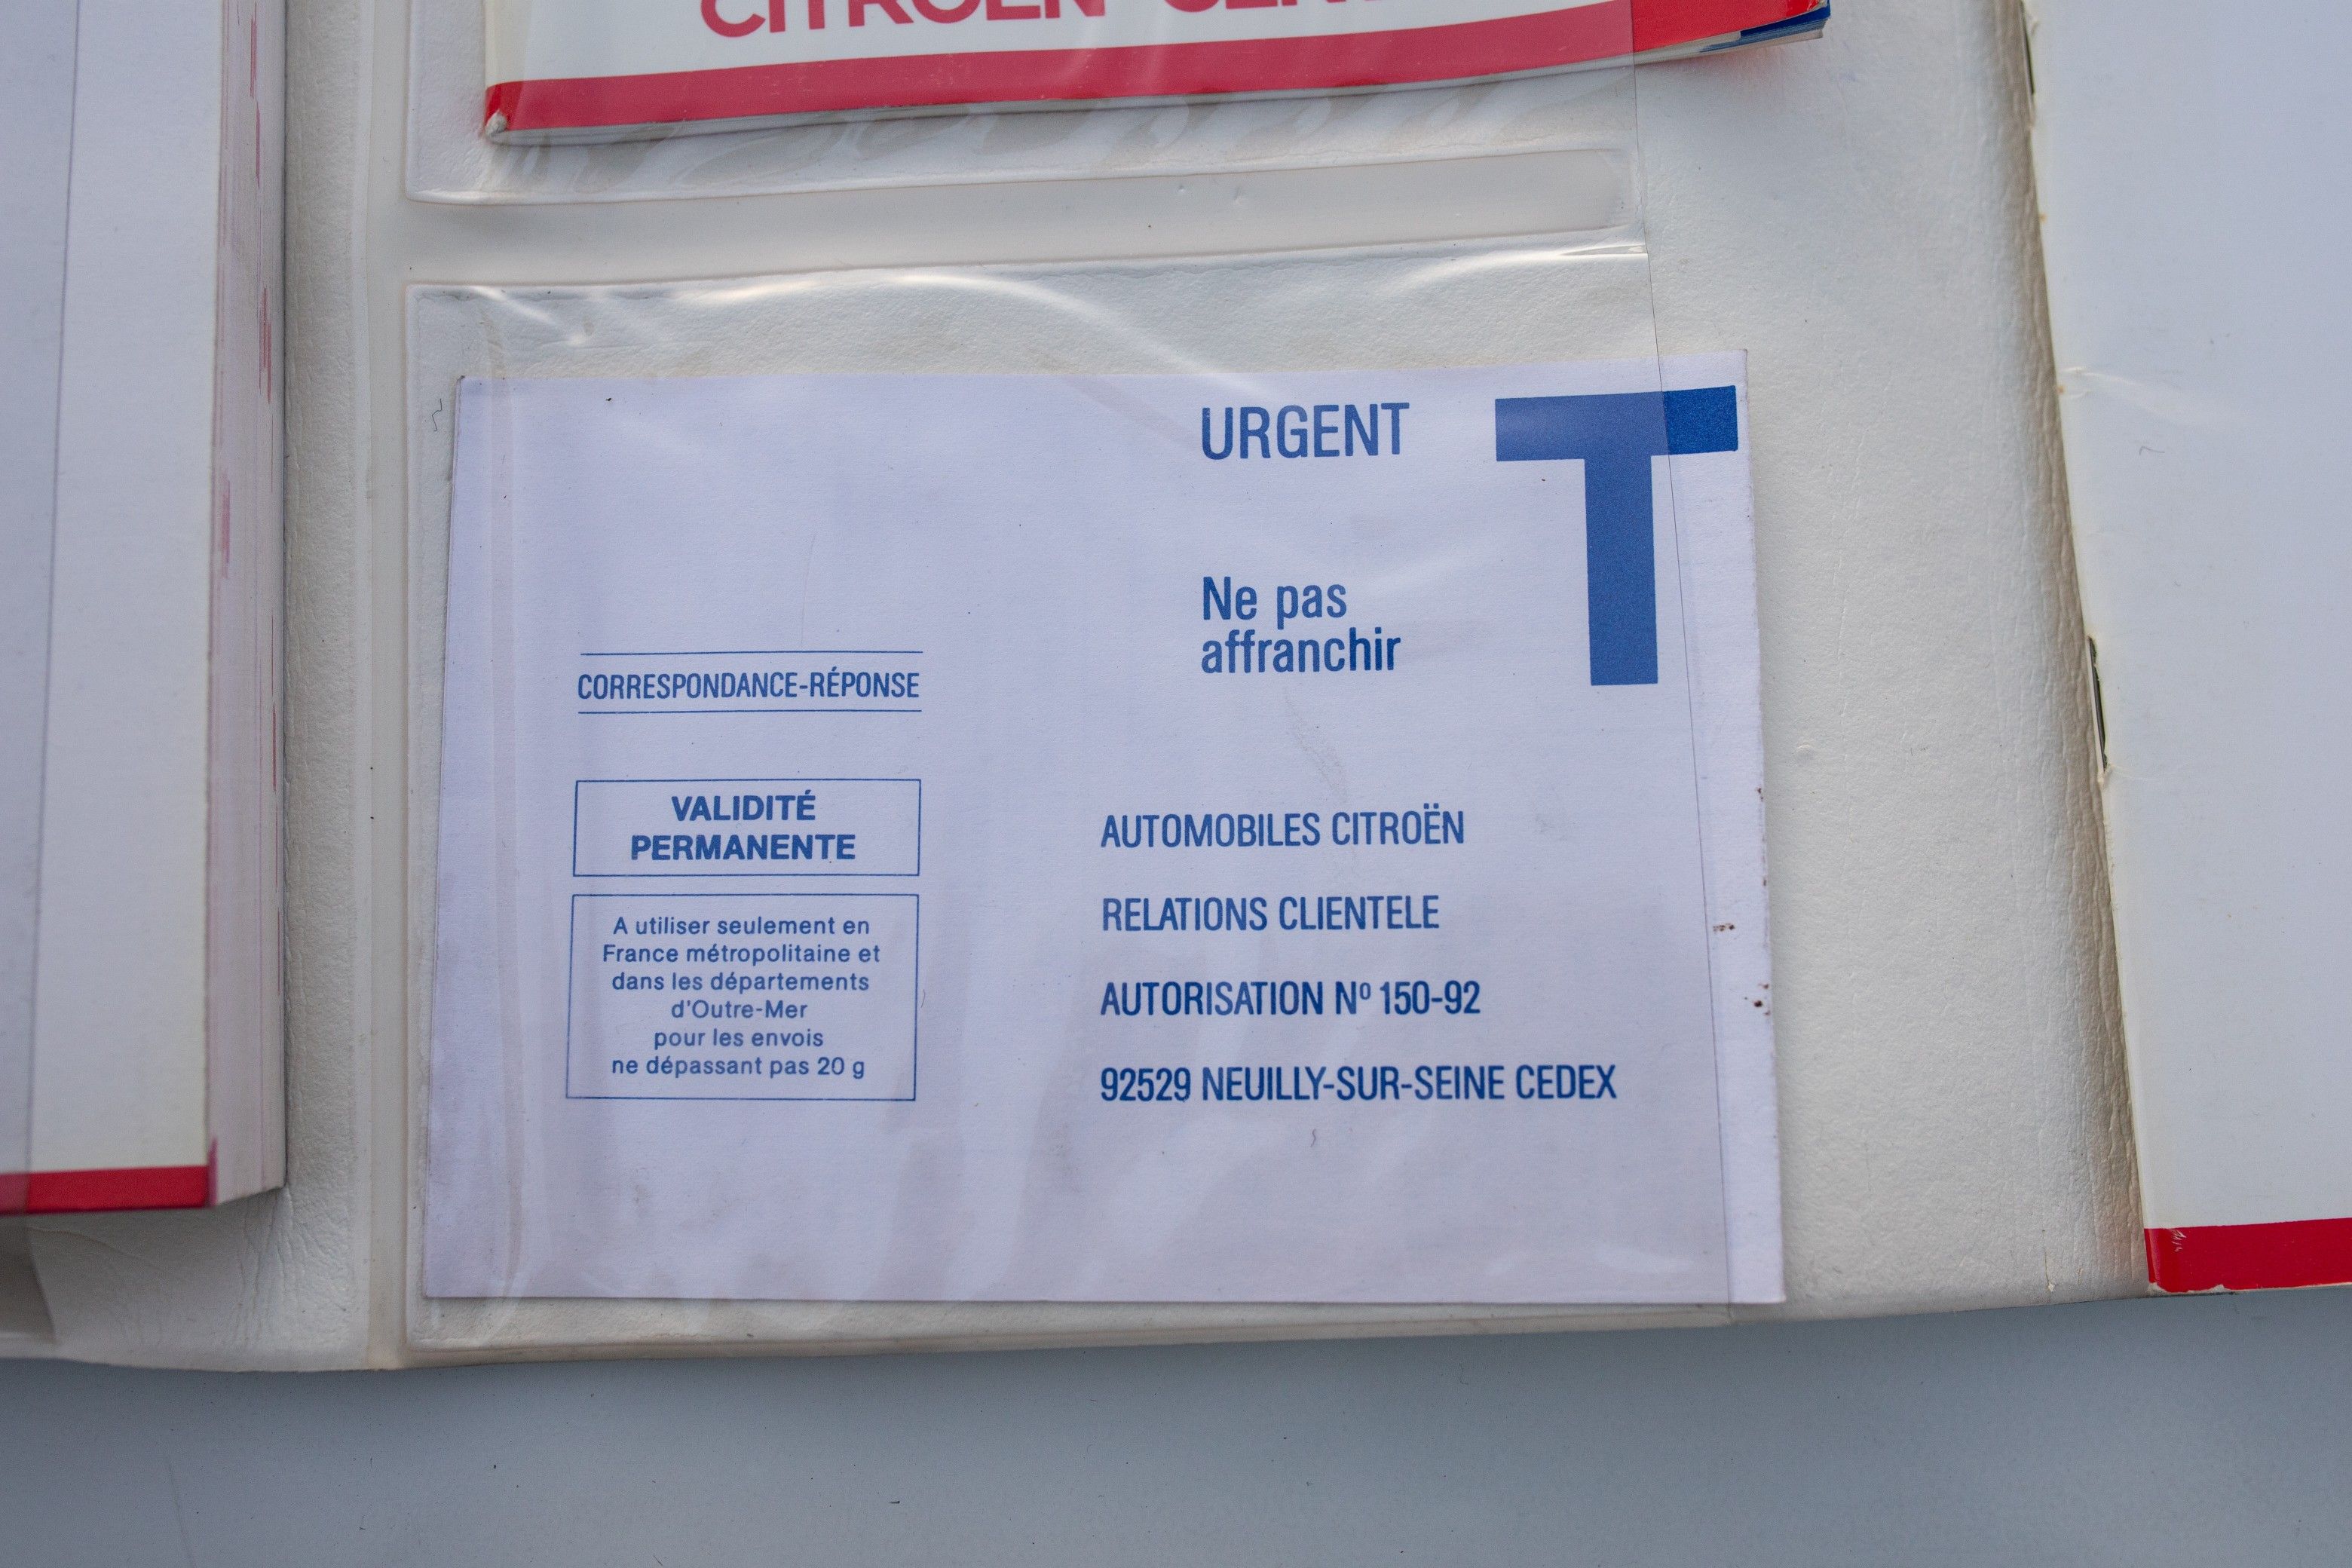 CITROËN
URGENT
T
Ne pas
affranchir
CORRESPONDANCE-RÉPONSE
VALIDITÉ
PERMANENTE
A utiliser seulement en
France métropolitaine et
dans les départements
d'Outre-Mer
pour les envois
ne dépassant pas 20 g
AUTOMOBILES CITROËN
RELATIONS CLIENTELE
AUTORISATION Nº 150-92
92529 NEUILLY-SUR-SEINE CEDEX